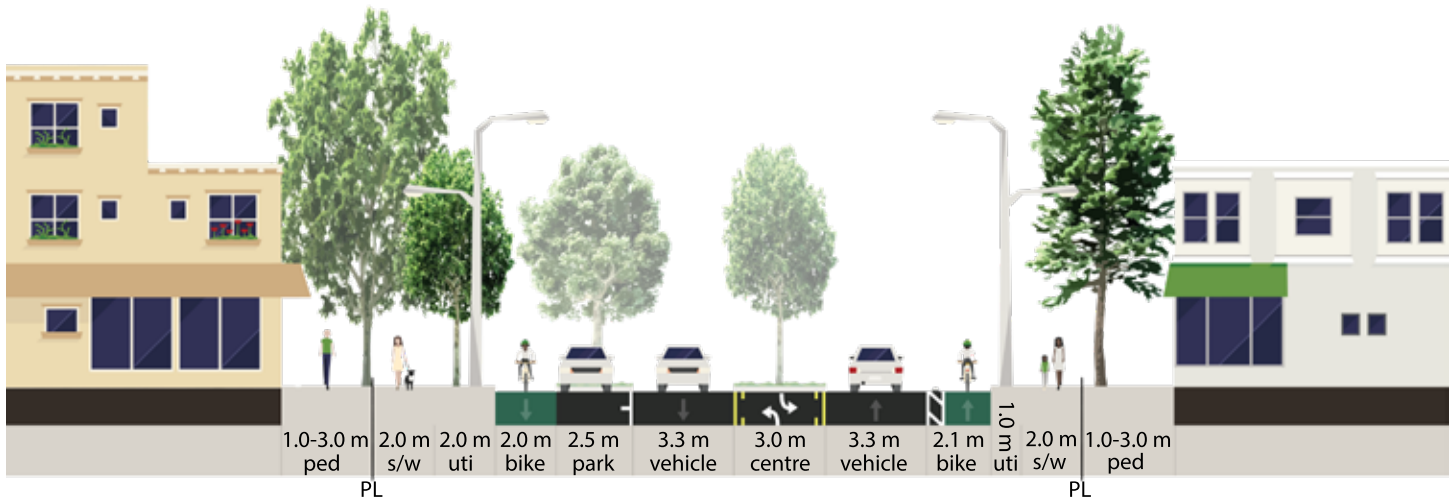 1.0-3.0 m
ped
2.0 m
s/w
2.0 m
uti
2.0 m
bike
2.5 m
park
3.3 m
vehicle
3.0 m
centre
3.3 m
vehicle
2.1 m
bike
1.0 m
uti
2.0 m
s/w
1.0-3.0 m
ped
PL
PL